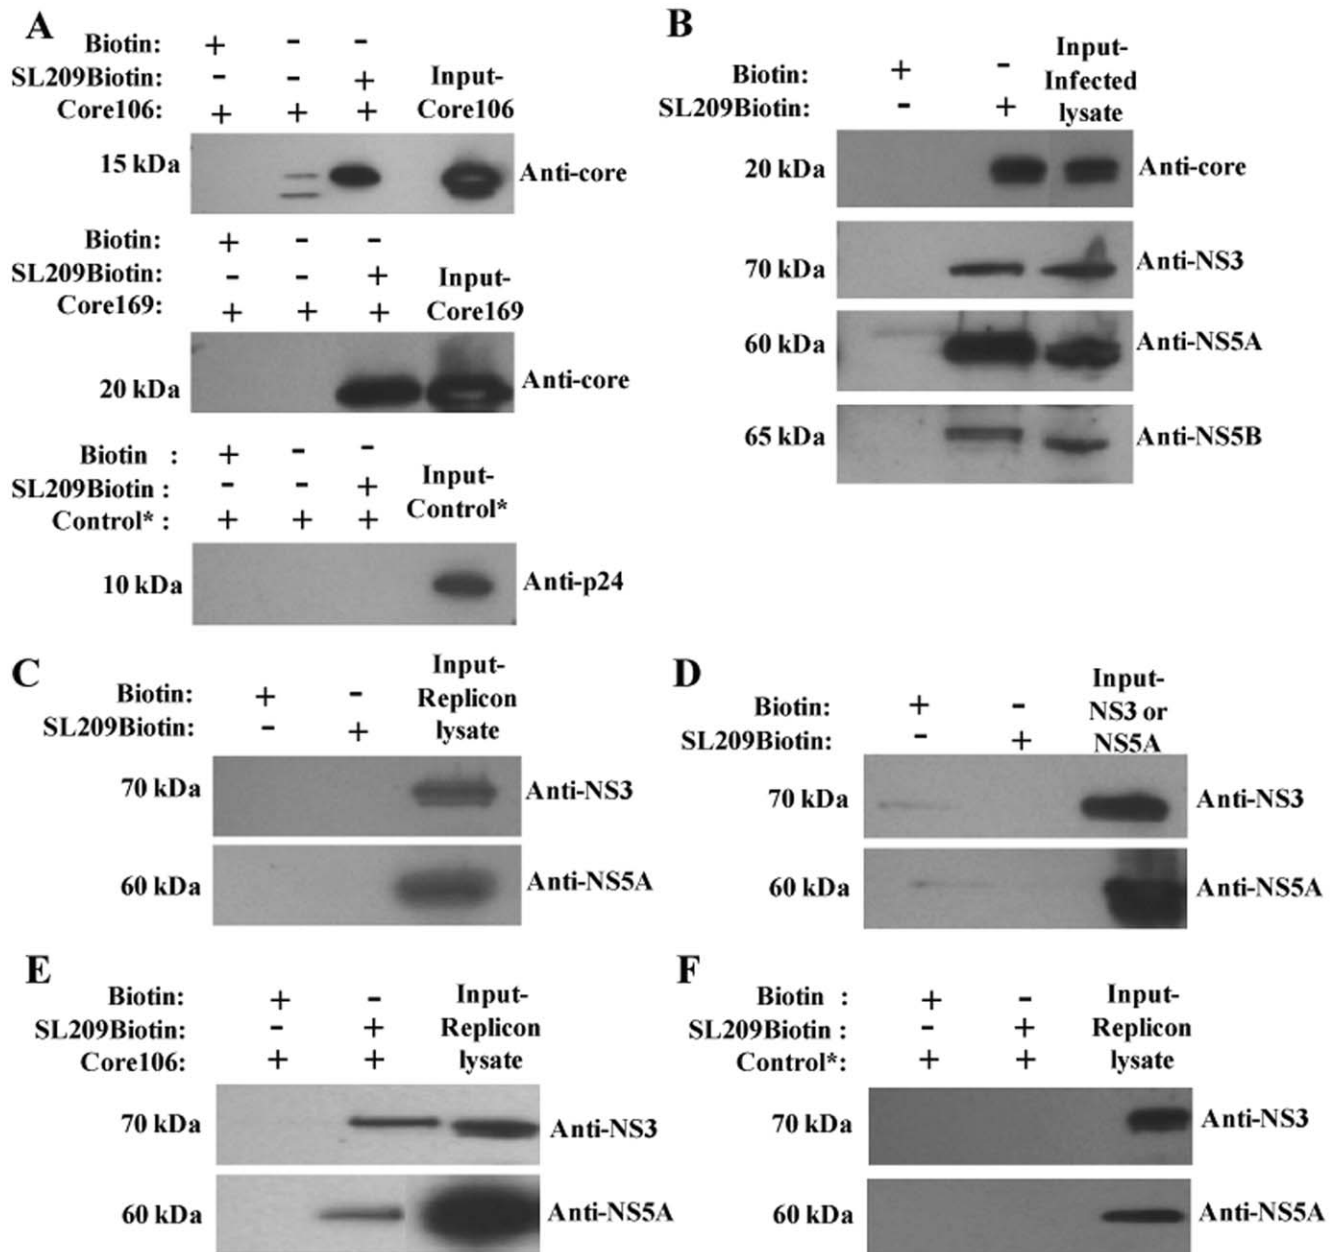 A
Biotin: + - -
SL209Biotin: - - + Input-
Core106: + + + Core106
15 kDa Anti-core
Biotin: + - -
SL209Biotin: - - + Input-
Core169: + + + Core169
20 kDa Anti-core
Biotin : + - -
SL209Biotin : - - + Input-
Control* : + + + Control*
10 kDa Anti-p24
B
Input-
Biotin: + - Infected
SL209Biotin: - + lysate
20 kDa Anti-core
70 kDa Anti-NS3
60 kDa Anti-NS5A
65 kDa Anti-NS5B
C
Input-
Biotin: + - Replicon
SL209Biotin: - + lysate
70 kDa Anti-NS3
60 kDa Anti-NS5A
D
Input-
Biotin: + - NS3 or
SL209Biotin: - + NS5A
70 kDa Anti-NS3
60 kDa Anti-NS5A
E
Biotin: + - Input-
SL209Biotin: - + Replicon
Core106: + + lysate
70 kDa Anti-NS3
60 kDa Anti-NS5A
F
Biotin : + - Input-
SL209Biotin : - + Replicon
Control*: + + lysate
70 kDa Anti-NS3
60 kDa Anti-NS5A